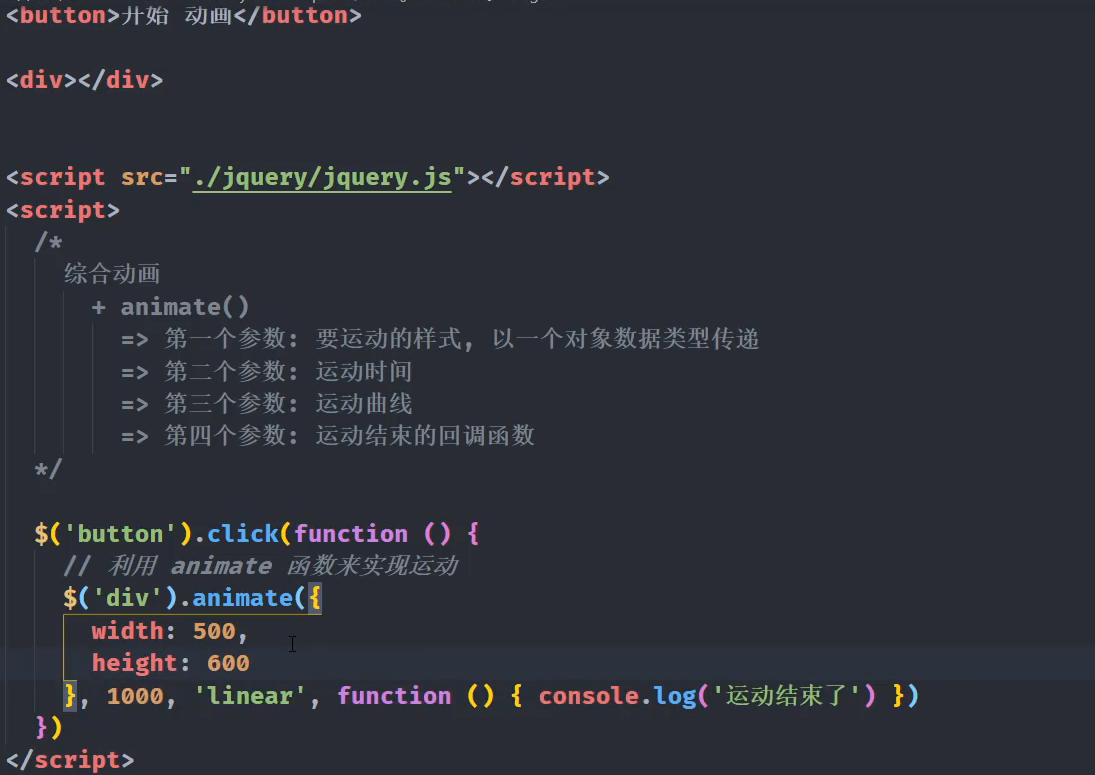 <button>开始 动画</button>
<div></div>
<script src="./jquery/jquery.js"></script>
<script>
/*
综合动画
+ animate()
=> 第一个参数: 要运动的样式, 以一个对象数据类型传递
=> 第二个参数: 运动时间
=> 第三个参数: 运动曲线
=> 第四个参数: 运动结束的回调函数
*/
$('button').click(function () {
// 利用 animate 函数来实现运动
$('div').animate({
width: 500,
height: 600
}, 1000, 'linear', function () { console.log('运动结束了') })
})
</script>